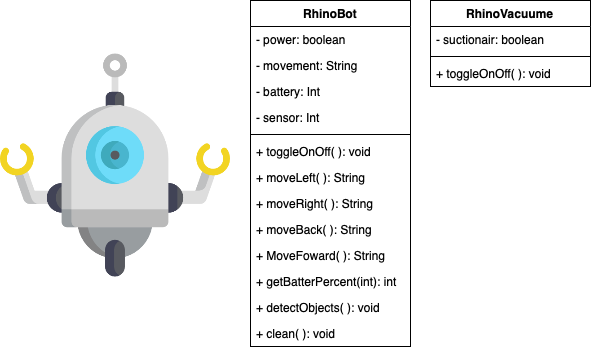 RhinoBot
- power: boolean
- movement: String
- battery: Int
- sensor: Int
+ toggleOnOff( ): void
+ moveLeft( ): String
+ moveRight( ): String
+ moveBack( ): String
+ MoveFoward( ): String
+ getBatterPercent(int): int
+ detectObjects( ): void
+ clean( ): void
RhinoVacuume
- suctionair: boolean
+ toggleOnOff( ): void